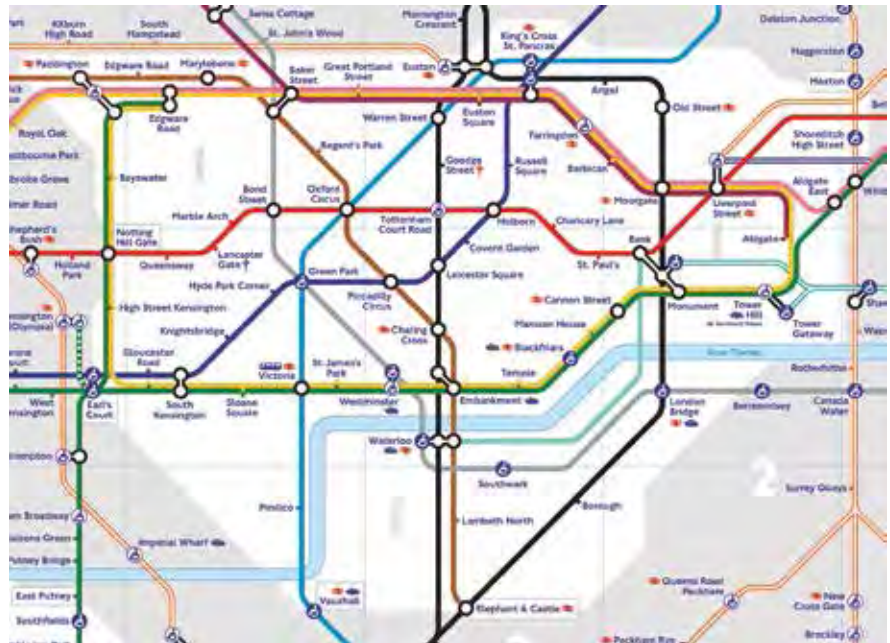 Kilburn
High Road
South
Hampstead
Swiss Cottage
St. John's Wood
Mornington
Crescent
King's Cross
St. Pancras
Dalston Junction
Haggerston
Hoxton
Paddington
Edgware Road
Marylebone
Baker
Street
Great Portland
Street
Euston
Angel
Old Street
Edgware
Road
Warren Street
Euston
Square
Farringdon
Shoreditch
High Street
Royal Oak
Regent's Park
Goodge
Street
Russell
Square
Barbican
Bayswater
Bond
Street
Oxford
Circus
Moorgate
Liverpool
Street
Aldgate
East
Marble Arch
Tottenham
Court Road
Holborn
Chancery Lane
Notting
Hill Gate
Bank
Aldgate
Holland
Park
Queensway
Lancaster
Gate
Green Park
Covent Garden
Leicester Square
St. Paul's
Hyde Park Corner
Piccadilly
Circus
Cannon Street
Monument
Tower
Hill
Tower
Gateway
High Street Kensington
Mansion House
Knightsbridge
Charing
Cross
Blackfriars
River Thames
Gloucester
Road
Victoria
St. James's
Park
Temple
Rotherhithe
Earl's
Court
South
Kensington
Sloane
Square
Westminster
Embankment
London
Bridge
Bermondsey
Canada
Water
Waterloo
Southwark
2
Surrey Quays
Pimlico
Lambeth North
Borough
Imperial Wharf
Putney Bridge
East Putney
Southfields
Vauxhall
Elephant & Castle
Queens Road
Peckham
New
Cross Gate
Peckham Rye
Brockley